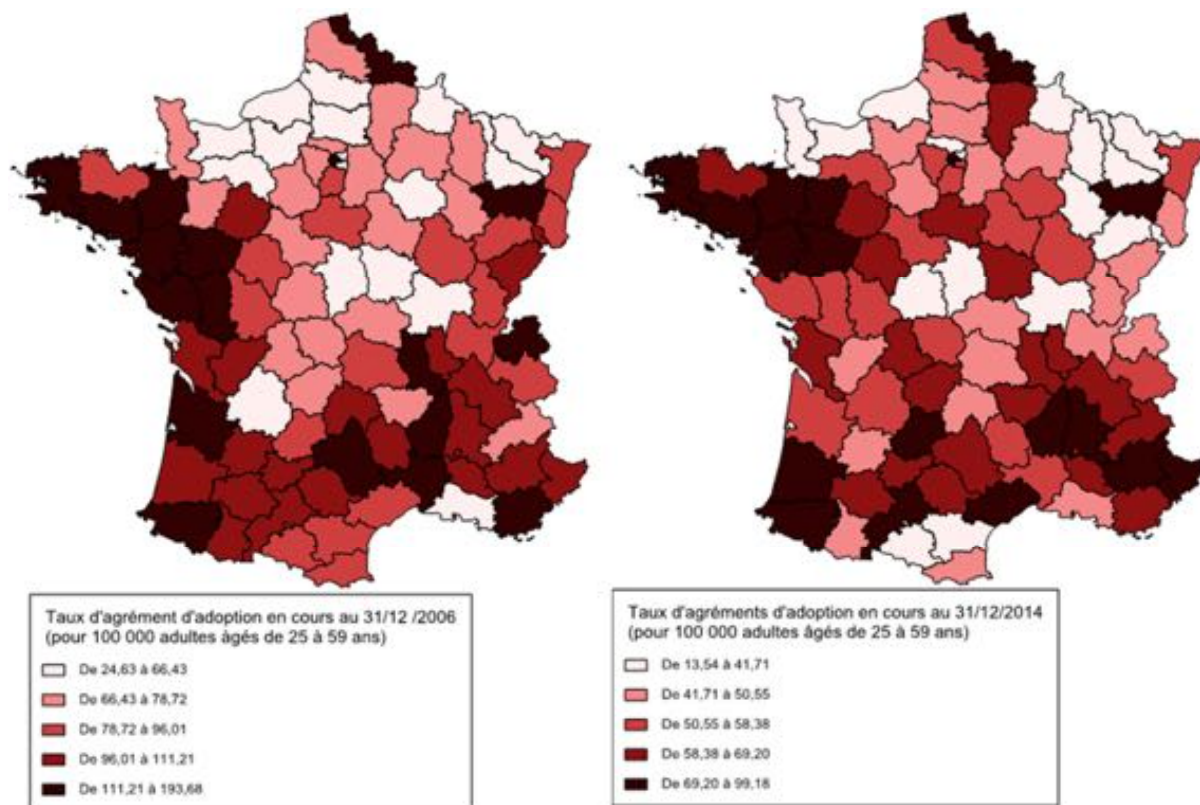 Taux d'agrément d'adoption en cours au 31/12 /2006
(pour 100 000 adultes âgés de 25 à 59 ans)
De 24,63 à 66,43
De 66,43 à 78,72
De 78,72 à 96,01
De 96,01 à 111,21
De 111,21 à 193,68
Taux d'agréments d'adoption en cours au 31/12/2014
(pour 100 000 adultes âgés de 25 à 59 ans)
De 13,54 à 41,71
De 41,71 à 50,55
De 50,55 à 58,38
De 58,38 à 69,20
De 69,20 à 99,18